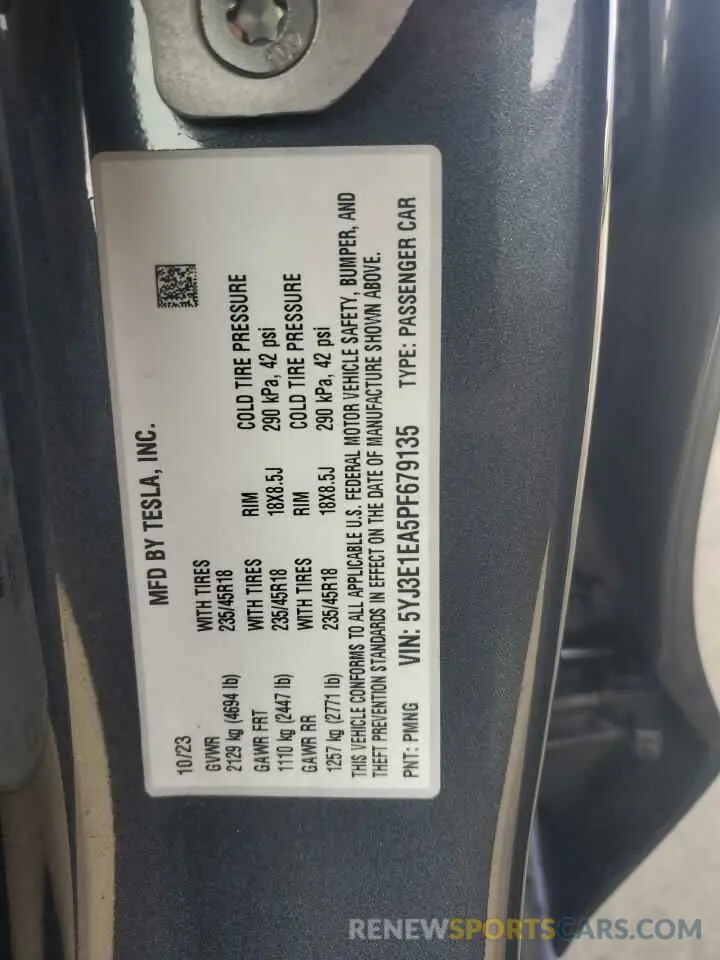 MFD BY TESLA, INC.
10/23
GVWR WITH TIRES RIM COLD TIRE PRESSURE
2129 kg (4694 lb) 235/45R18 18X8.5J 290 kPa, 42 psi
GAWR FRT WITH TIRES RIM COLD TIRE PRESSURE
1110 kg (2447 lb) 235/45R18 18X8.5J 290 kPa, 42 psi
GAWR RR WITH TIRES
1257 kg (2771 lb) 235/45R18
THIS VEHICLE CONFORMS TO ALL APPLICABLE U.S. FEDERAL MOTOR VEHICLE SAFETY, BUMPER, AND
THEFT PREVENTION STANDARDS IN EFFECT ON THE DATE OF MANUFACTURE SHOWN ABOVE.
PNT: PMNG VIN: 5YJ3E1EA5PF679135 TYPE: PASSENGER CAR
RENEWSPORTSCARS.COM